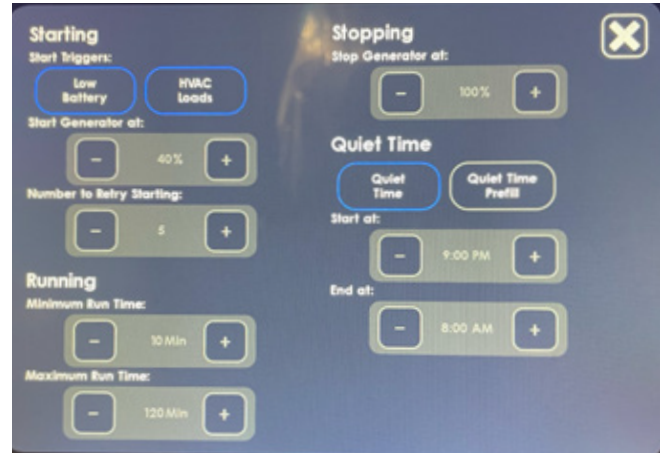 Starting
Start Triggers:
Low
Battery
HVAC
Loads
Start Generator at:
- 40% +
Number to Retry Starting:
- 5 +
Running
Minimum Run Time:
- 10 Min +
Maximum Run Time:
- 120 Min +
Stopping
Stop Generator at:
- 100% +
Quiet Time
Quiet
Time
Quiet Time
Prefill
Start at:
- 9:00 PM +
End at:
- 8:00 AM +